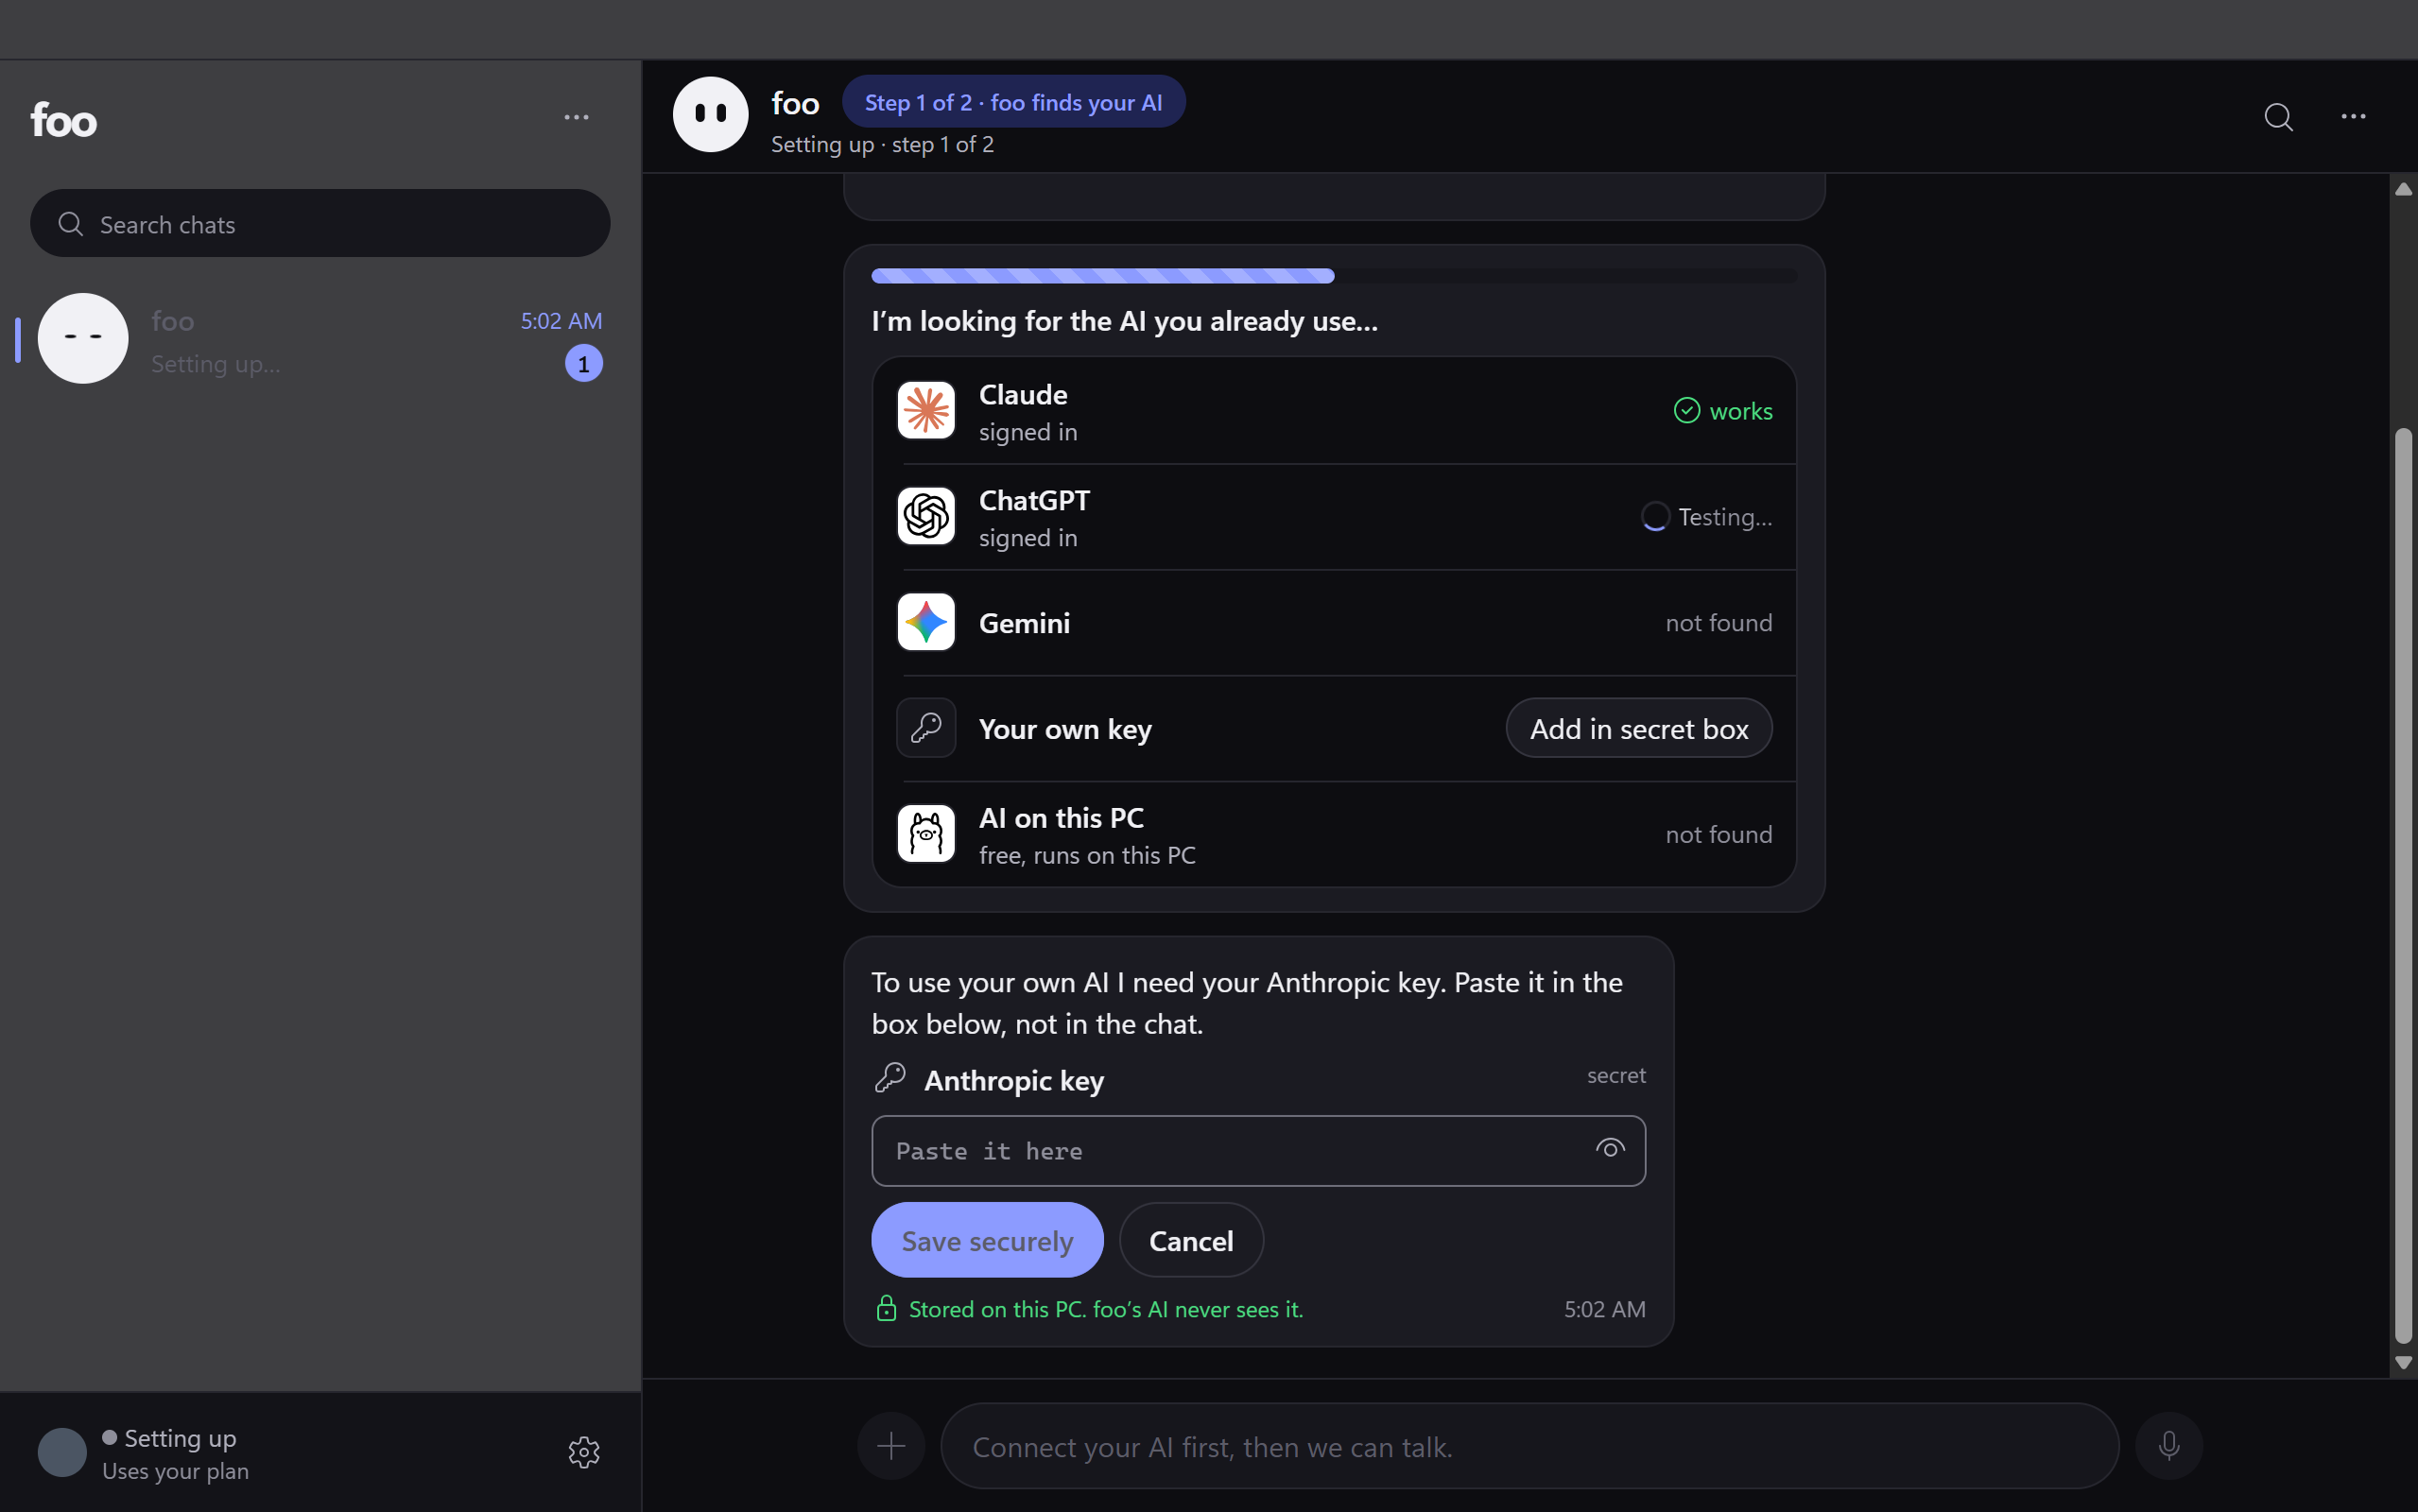 foo
Search chats
foo
5:02 AM
Setting up...
1
Setting up
Uses your plan
foo
Step 1 of 2 · foo finds your AI
Setting up · step 1 of 2
I’m looking for the AI you already use...
Claude
signed in
works
ChatGPT
signed in
Testing...
Gemini
not found
Your own key
Add in secret box
AI on this PC
free, runs on this PC
not found
To use your own AI I need your Anthropic key. Paste it in the
box below, not in the chat.
Anthropic key
secret
Paste it here
Save securely
Cancel
Stored on this PC. foo’s AI never sees it.
5:02 AM
Connect your AI first, then we can talk.